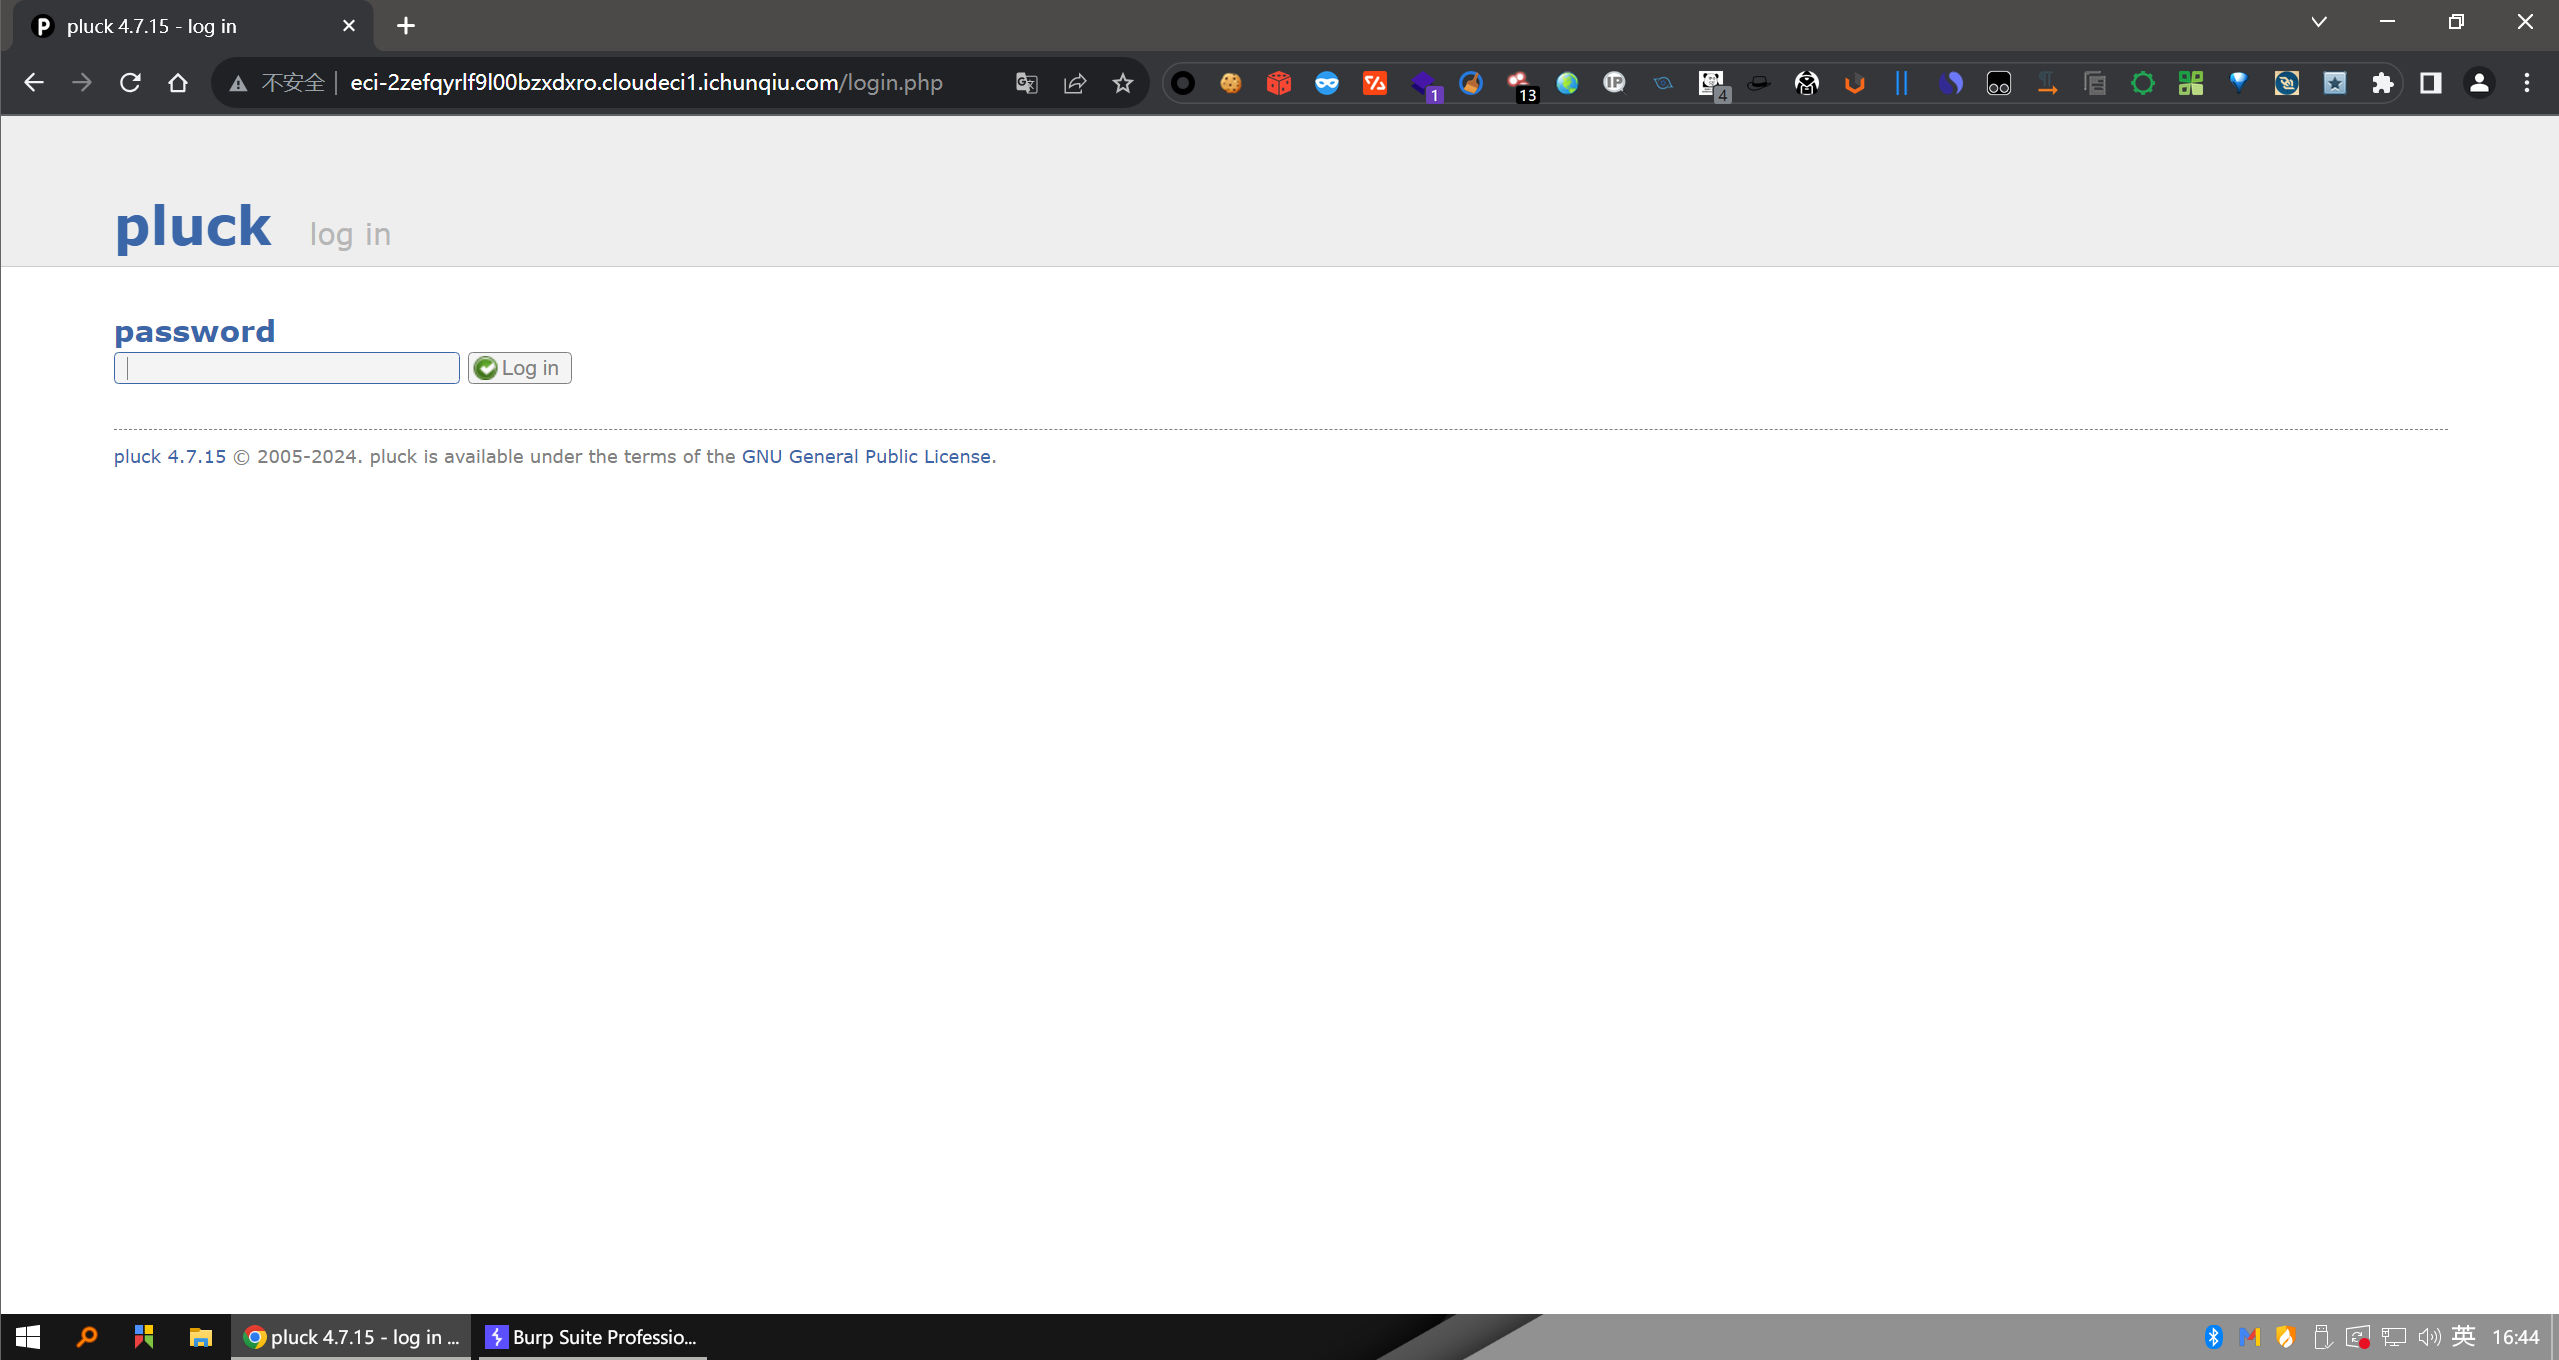 pluck 4.7.15 - log in
不安全 eci-2zefqyrlf9l00bzxdxro.cloudeci1.ichunqiu.com/login.php
1 13 IP 4
pluck log in
password
Log in
pluck 4.7.15 © 2005-2024. pluck is available under the terms of the GNU General Public License.
pluck 4.7.15 - log in ... Burp Suite Professio... 英 16:44